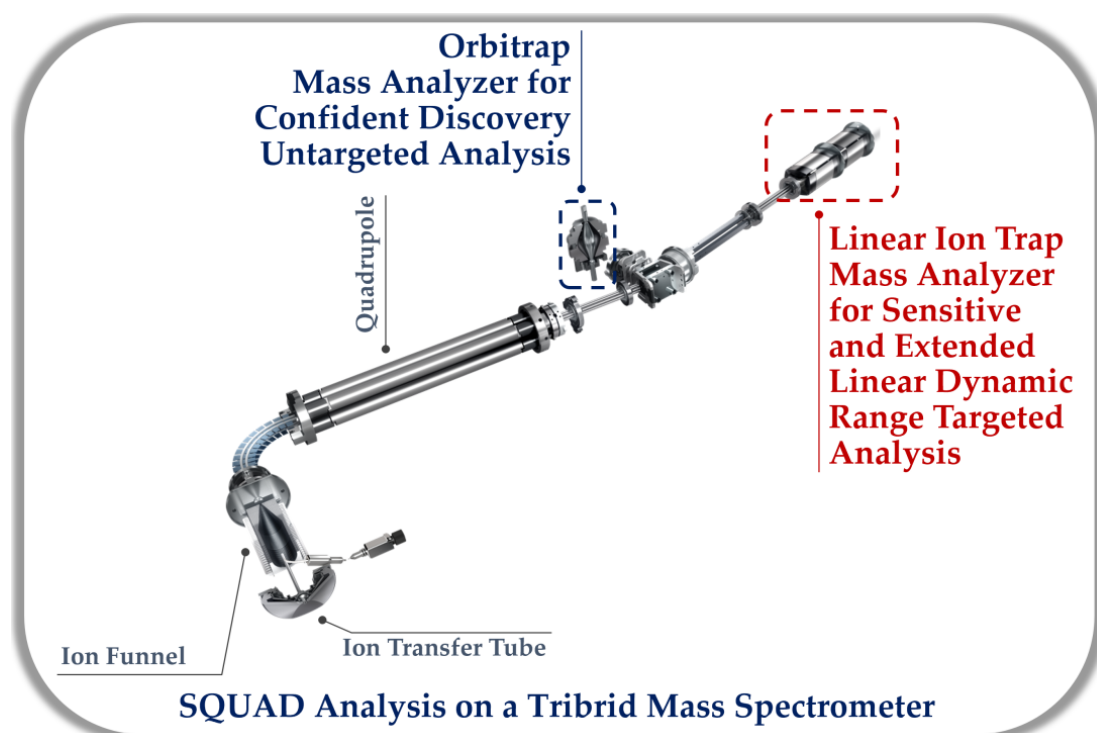 Orbitrap
Mass Analyzer for
Confident Discovery
Untargeted Analysis
Quadrupole
Linear Ion Trap
Mass Analyzer
for Sensitive
and Extended
Linear Dynamic
Range Targeted
Analysis
Ion Funnel
Ion Transfer Tube
SQUAD Analysis on a Tribrid Mass Spectrometer